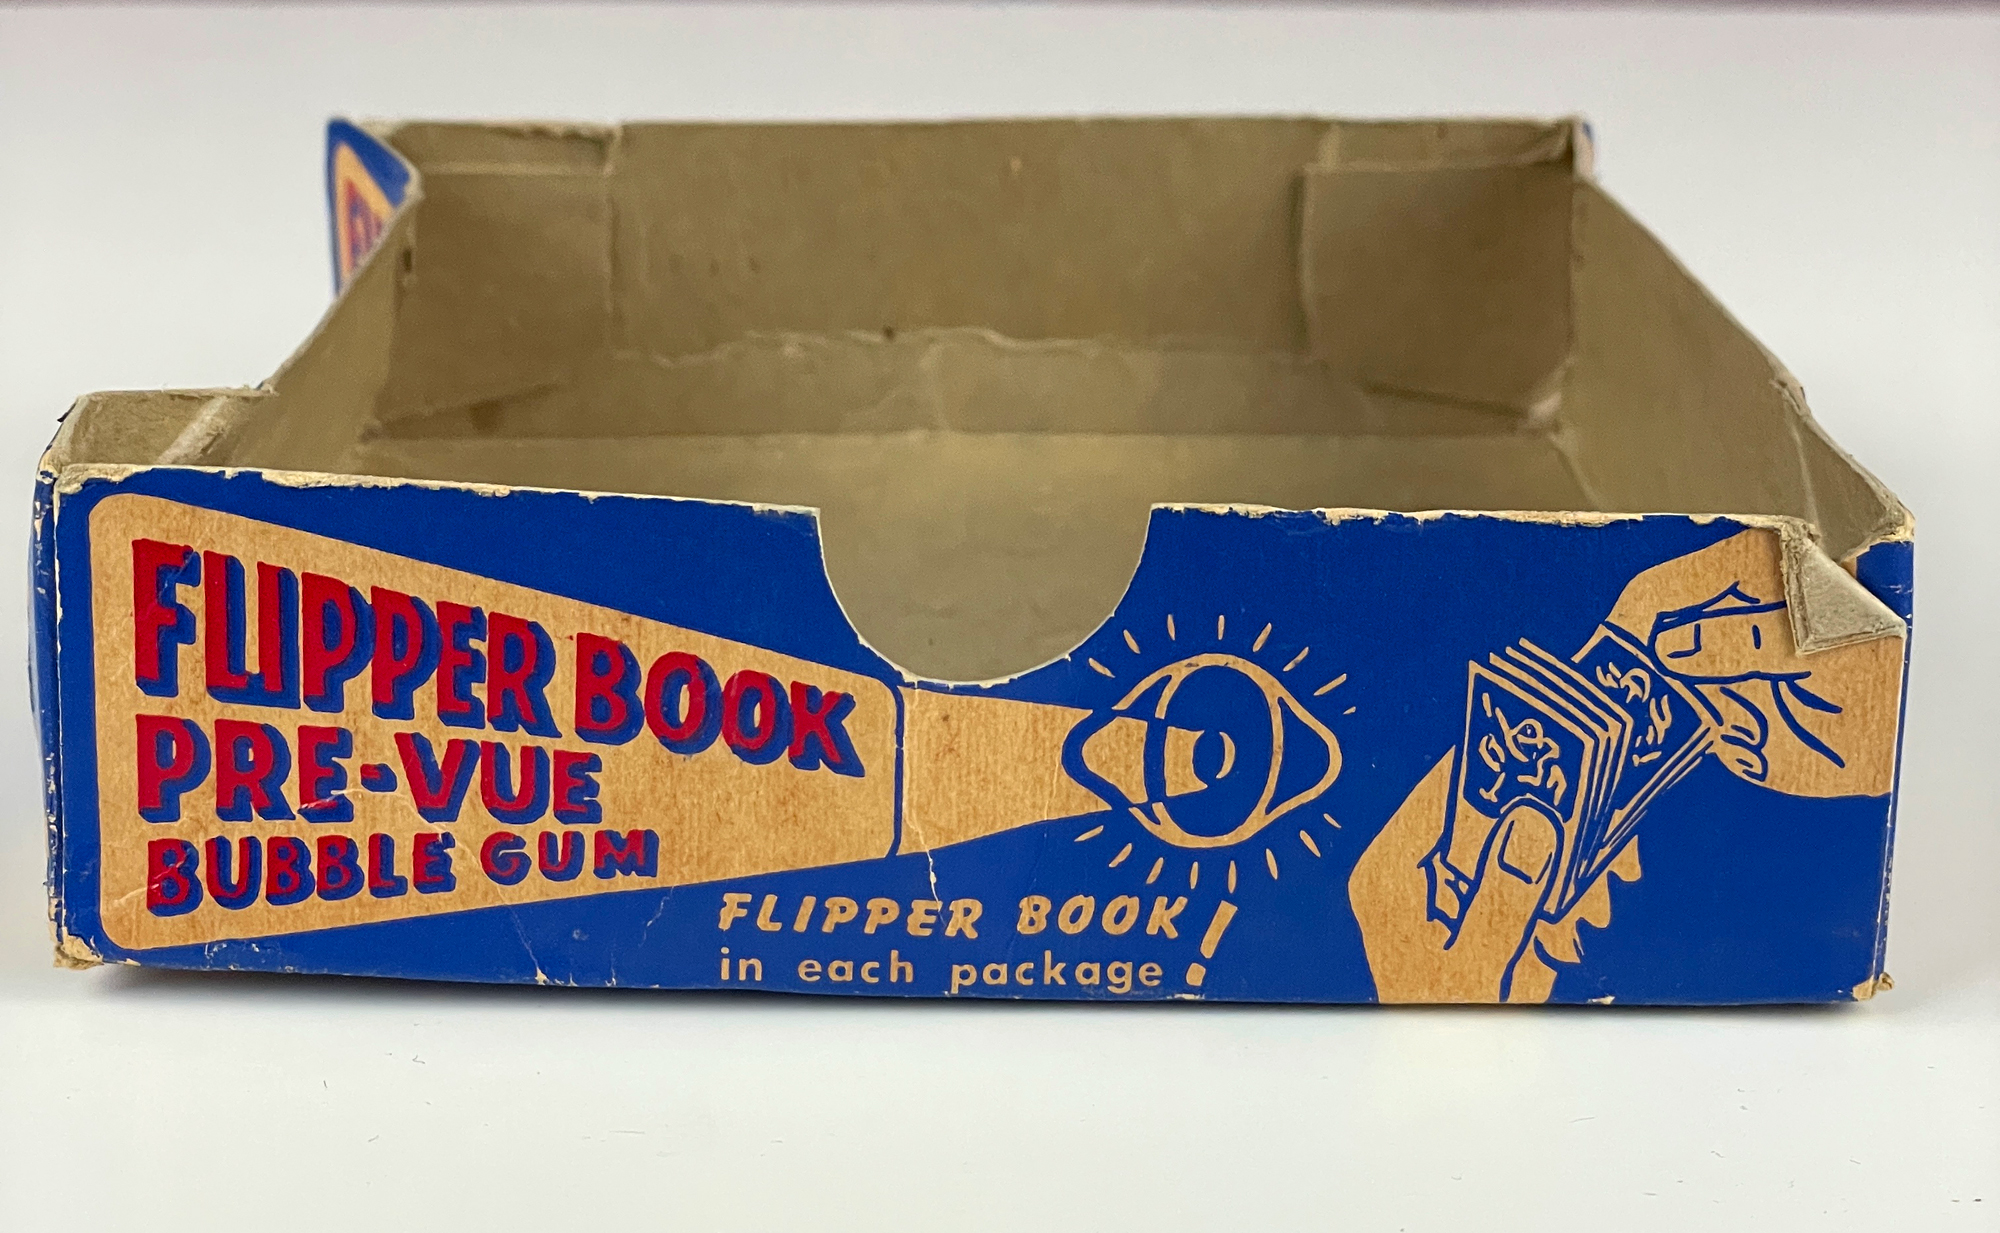 FLIPPER BOOK
PRE-VUE
BUBBLE GUM
FLIPPER BOOK
in each package!